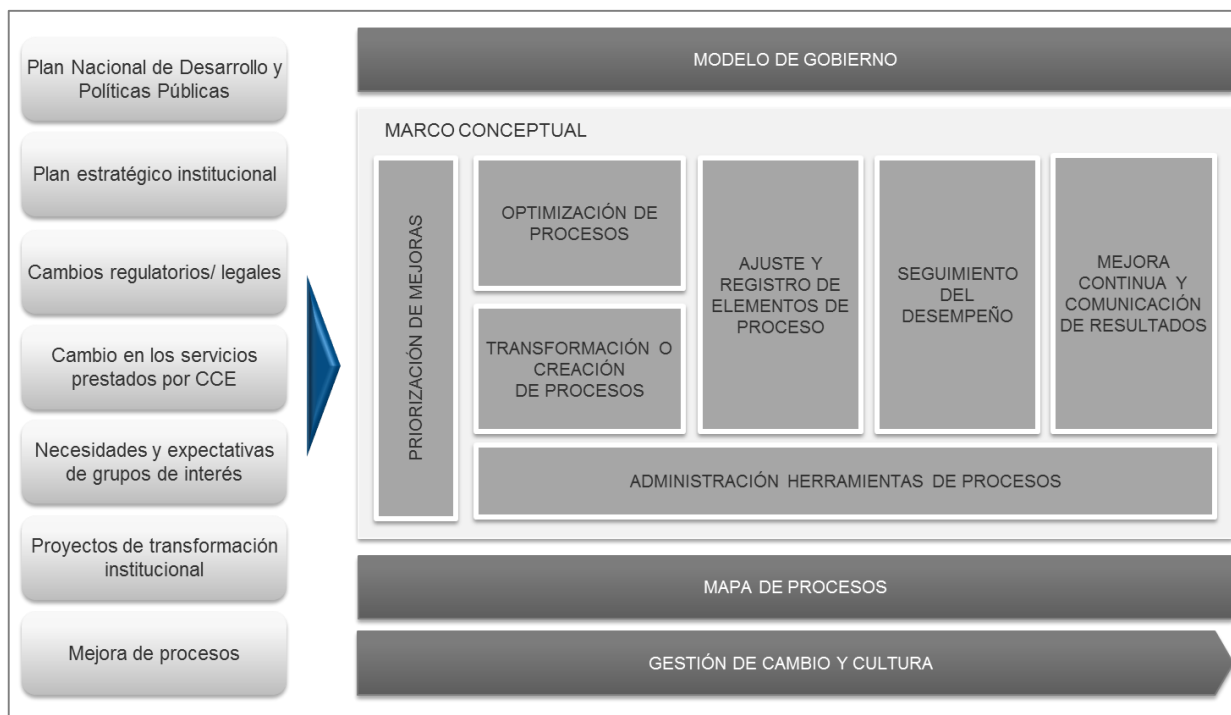 Plan Nacional de Desarrollo y
Políticas Públicas
Plan estratégico institucional
Cambios regulatorios/ legales
Cambio en los servicios
prestados por CCE
Necesidades y expectativas
de grupos de interés
Proyectos de transformación
institucional
Mejora de procesos
MODELO DE GOBIERNO
MARCO CONCEPTUAL
PRIORIZACIÓN DE MEJORAS
OPTIMIZACIÓN DE
PROCESOS
TRANSFORMACIÓN O
CREACIÓN
DE PROCESOS
AJUSTE Y
REGISTRO DE
ELEMENTOS DE
PROCESO
SEGUIMIENTO
DEL
DESEMPEÑO
MEJORA
CONTINUA Y
COMUNICACIÓN
DE RESULTADOS
ADMINISTRACIÓN HERRAMIENTAS DE PROCESOS
MAPA DE PROCESOS
GESTIÓN DE CAMBIO Y CULTURA